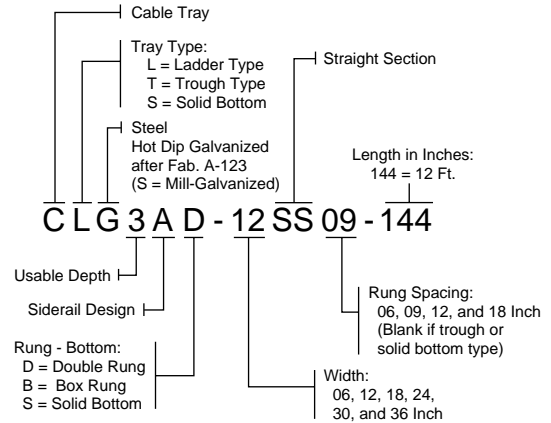 Cable Tray
Tray Type:
L = Ladder Type
T = Trough Type
S = Solid Bottom
Straight Section
Steel
Hot Dip Galvanized
after Fab. A-123
(S = Mill-Galvanized)
Length in Inches:
144 = 12 Ft.
C L G 3 A D - 12 SS 09 - 144
Usable Depth
Siderail Design
Rung - Bottom:
D = Double Rung
B = Box Rung
S = Solid Bottom
Rung Spacing:
06, 09, 12, and 18 Inch
(Blank if trough or
solid bottom type)
Width:
06, 12, 18, 24,
30, and 36 Inch